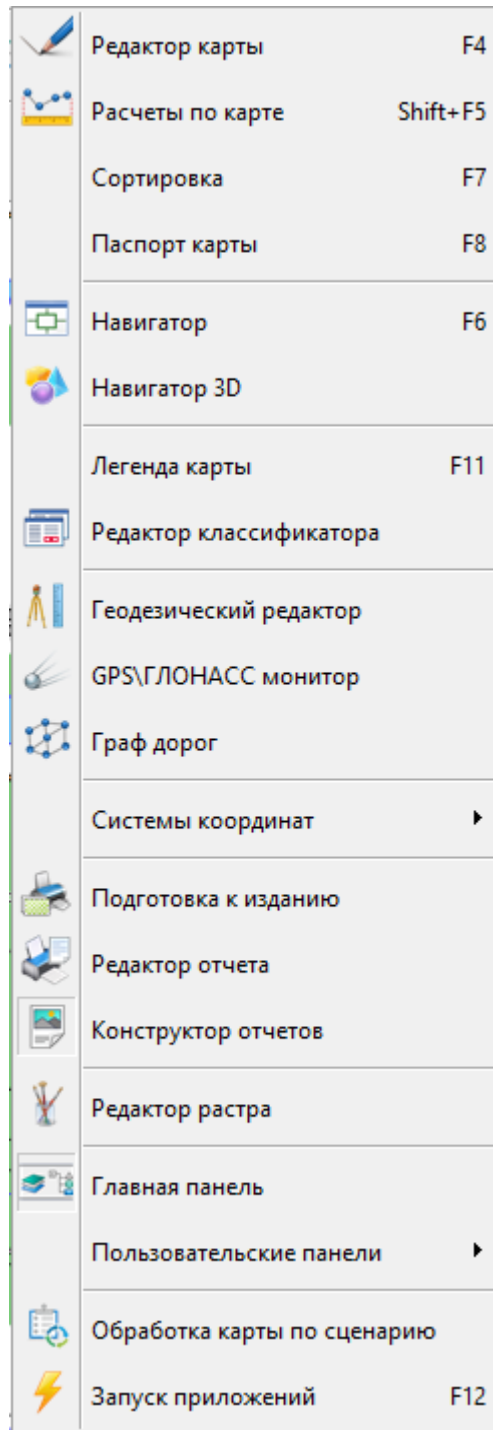 Редактор карты F4
Расчеты по карте Shift+F5
Сортировка F7
Паспорт карты F8
Навигатор F6
Навигатор 3D
Легенда карты F11
Редактор классификатора
Геодезический редактор
GPS\ГЛОНАСС монитор
Граф дорог
Системы координат
Подготовка к изданию
Редактор отчета
Конструктор отчетов
Редактор растра
Главная панель
Пользовательские панели
Обработка карты по сценарию
Запуск приложений F12